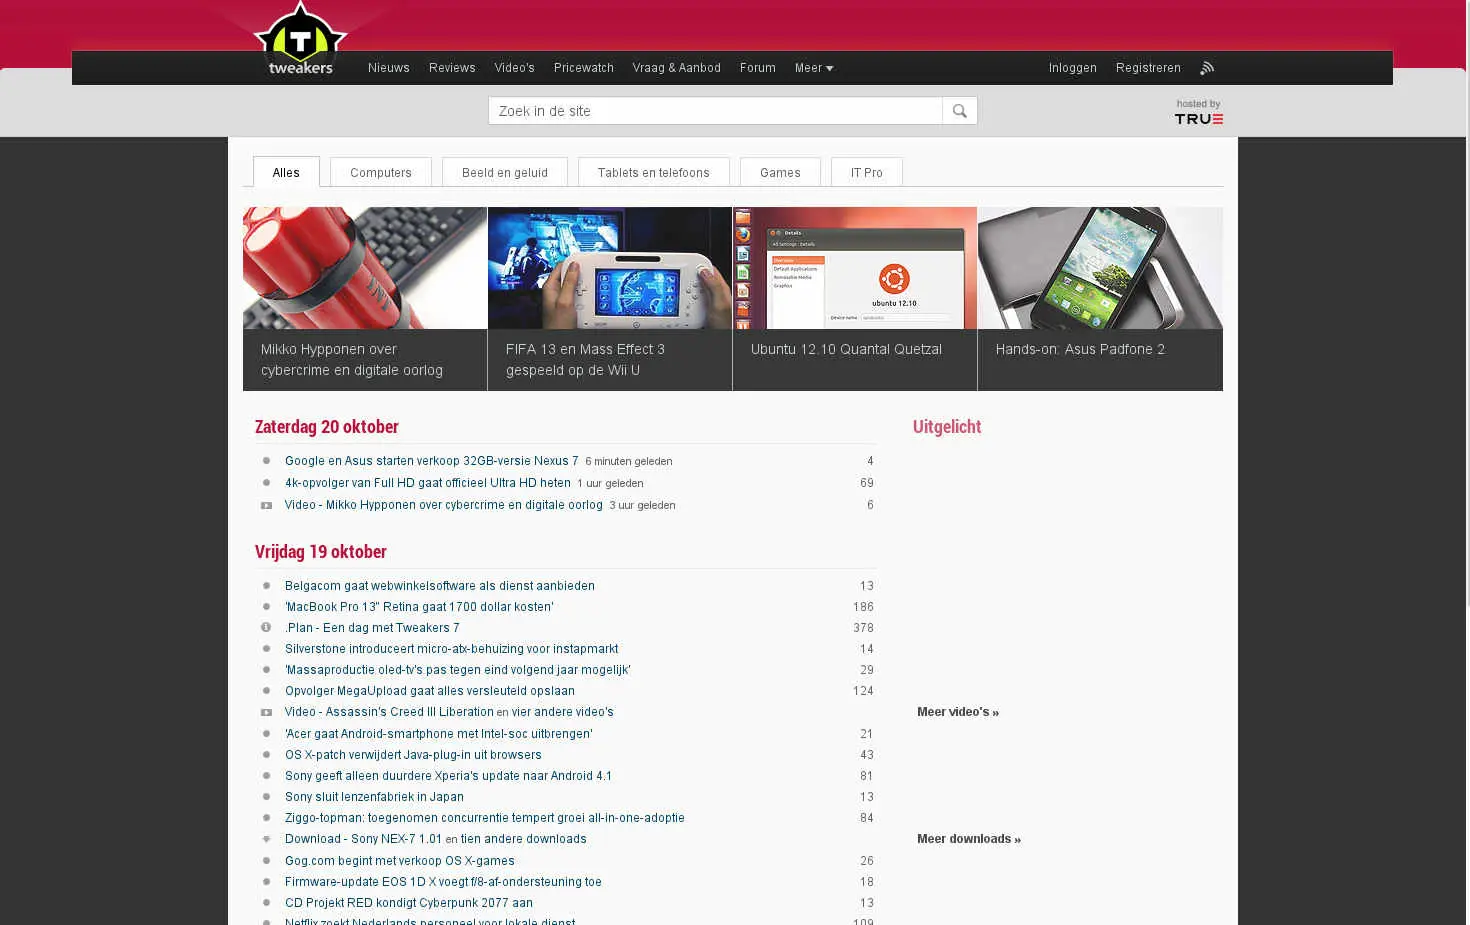 T
tweakers
Nieuws Reviews Video's Pricewatch Vraag & Aanbod Forum Meer Inloggen Registreren
Zoek in de site
hosted by
TRUE
Alles Computers Beeld en geluid Tablets en telefoons Games IT Pro
Details
All Settings Details
Overview
Default Applications
Removable Media
Graphics
ubuntu 12.10
Device name
Mikko Hypponen over
cybercrime en digitale oorlog
FIFA 13 en Mass Effect 3
gespeeld op de Wii U
Ubuntu 12.10 Quantal Quetzal
Hands-on: Asus Padfone 2
Zaterdag 20 oktober
Google en Asus starten verkoop 32GB-versie Nexus 7 6 minuten geleden 4
4k-opvolger van Full HD gaat officieel Ultra HD heten 1 uur geleden 69
Video - Mikko Hypponen over cybercrime en digitale oorlog 3 uur geleden 6
Vrijdag 19 oktober
Belgacom gaat webwinkelsoftware als dienst aanbieden 13
'MacBook Pro 13" Retina gaat 1700 dollar kosten' 186
.Plan - Een dag met Tweakers 7 378
Silverstone introduceert micro-atx-behuizing voor instapmarkt 14
'Massaproductie oled-tv's pas tegen eind volgend jaar mogelijk' 29
Opvolger MegaUpload gaat alles versleuteld opslaan 124
Video - Assassin's Creed III Liberation en vier andere video's
'Acer gaat Android-smartphone met Intel-soc uitbrengen' 21
OS X-patch verwijdert Java-plug-in uit browsers 43
Sony geeft alleen duurdere Xperia's update naar Android 4.1 81
Sony sluit lenzenfabriek in Japan 13
Ziggo-topman: toegenomen concurrentie tempert groei all-in-one-adoptie 84
Download - Sony NEX-7 1.01 en tien andere downloads
Gog.com begint met verkoop OS X-games 26
Firmware-update EOS 1D X voegt f/8-af-ondersteuning toe 18
CD Projekt RED kondigt Cyberpunk 2077 aan 13
Netflix zoekt Nederlands personeel voor lokale dienst 109
Uitgelicht
Meer video's »
Meer downloads »